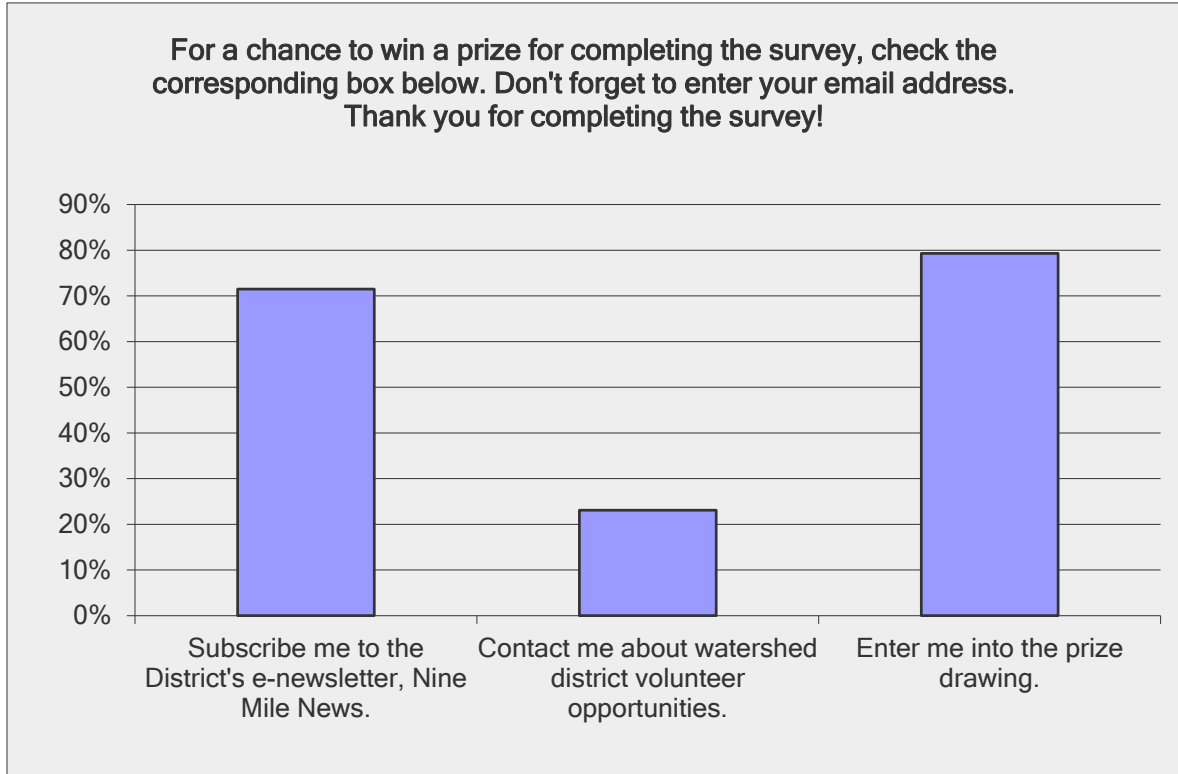 For a chance to win a prize for completing the survey, check the
corresponding box below. Don't forget to enter your email address.
Thank you for completing the survey!
90%
80%
70%
60%
50%
40%
30%
20%
10%
0%
Subscribe me to the
District's e-newsletter, Nine
Mile News.
Contact me about watershed
district volunteer
opportunities.
Enter me into the prize
drawing.